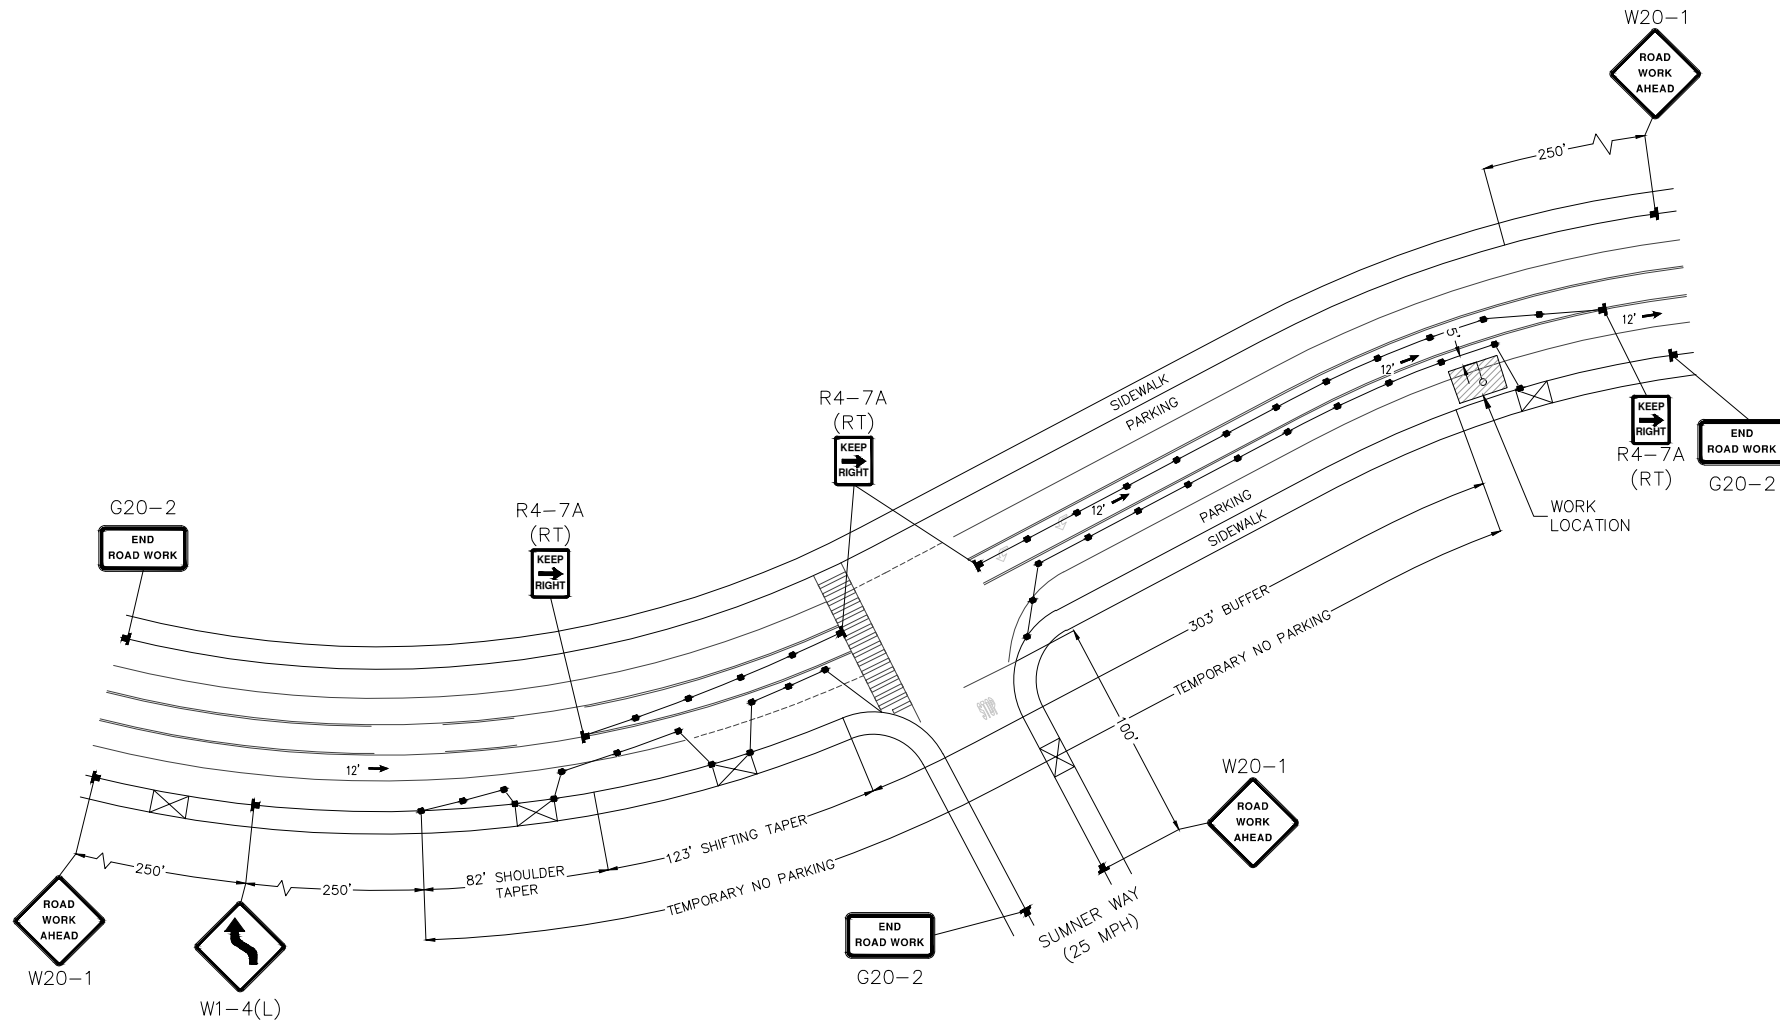 W20-1
ROAD
WORK
AHEAD
250'
5'
12'
12'
SIDEWALK
PARKING
R4-7A
(RT)
KEEP
RIGHT
KEEP
RIGHT
R4-7A
(RT)
END
ROAD WORK
G20-2
G20-2
END
ROAD WORK
R4-7A
(RT)
KEEP
RIGHT
12'
PARKING
SIDEWALK
WORK
LOCATION
303' BUFFER
TEMPORARY NO PARKING
100'
12'
W20-1
ROAD
WORK
AHEAD
123' SHIFTING TAPER
82' SHOULDER
TAPER
250'
250'
TEMPORARY NO PARKING
ROAD
WORK
AHEAD
W20-1
W1-4(L)
END
ROAD WORK
G20-2
SUMNER WAY
(25 MPH)